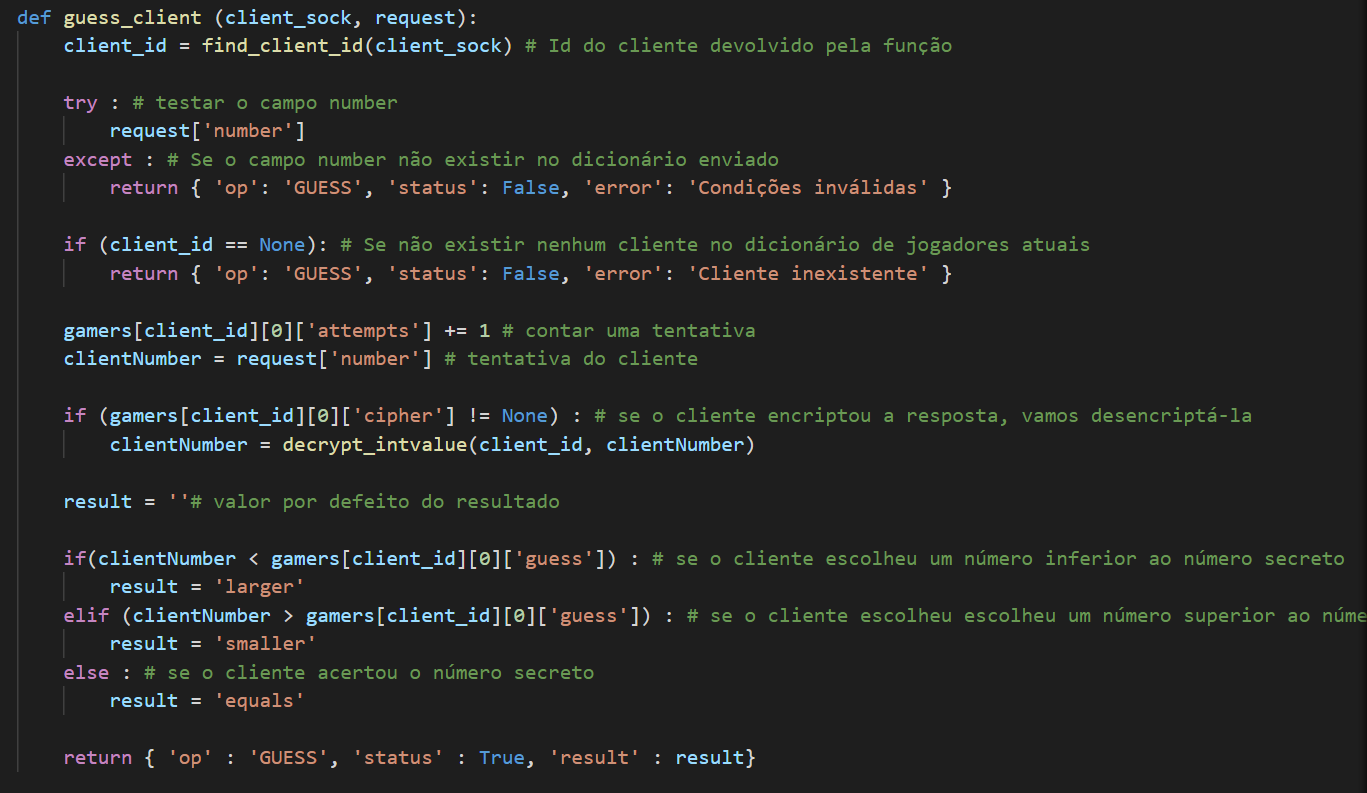 def guess_client (client_sock, request):
    client_id = find_client_id(client_sock) # Id do cliente devolvido pela função

    try : # testar o campo number
        request['number']
    except : # Se o campo number não existir no dicionário enviado
        return { 'op': 'GUESS', 'status': False, 'error': 'Condições inválidas' }

    if (client_id == None): # Se não existir nenhum cliente no dicionário de jogadores atuais
        return { 'op': 'GUESS', 'status': False, 'error': 'Cliente inexistente' }

    gamers[client_id][0]['attempts'] += 1 # contar uma tentativa
    clientNumber = request['number'] # tentativa do cliente

    if (gamers[client_id][0]['cipher'] != None) : # se o cliente encriptou a resposta, vamos desencriptá-la
        clientNumber = decrypt_intvalue(client_id, clientNumber)

    result = ''# valor por defeito do resultado

    if(clientNumber < gamers[client_id][0]['guess']) : # se o cliente escolheu um número inferior ao número secreto
        result = 'larger'
    elif (clientNumber > gamers[client_id][0]['guess']) : # se o cliente escolheu escolheu um número superior ao
        result = 'smaller'
    else : # se o cliente acertou o número secreto
        result = 'equals'

    return { 'op' : 'GUESS', 'status' : True, 'result' : result}